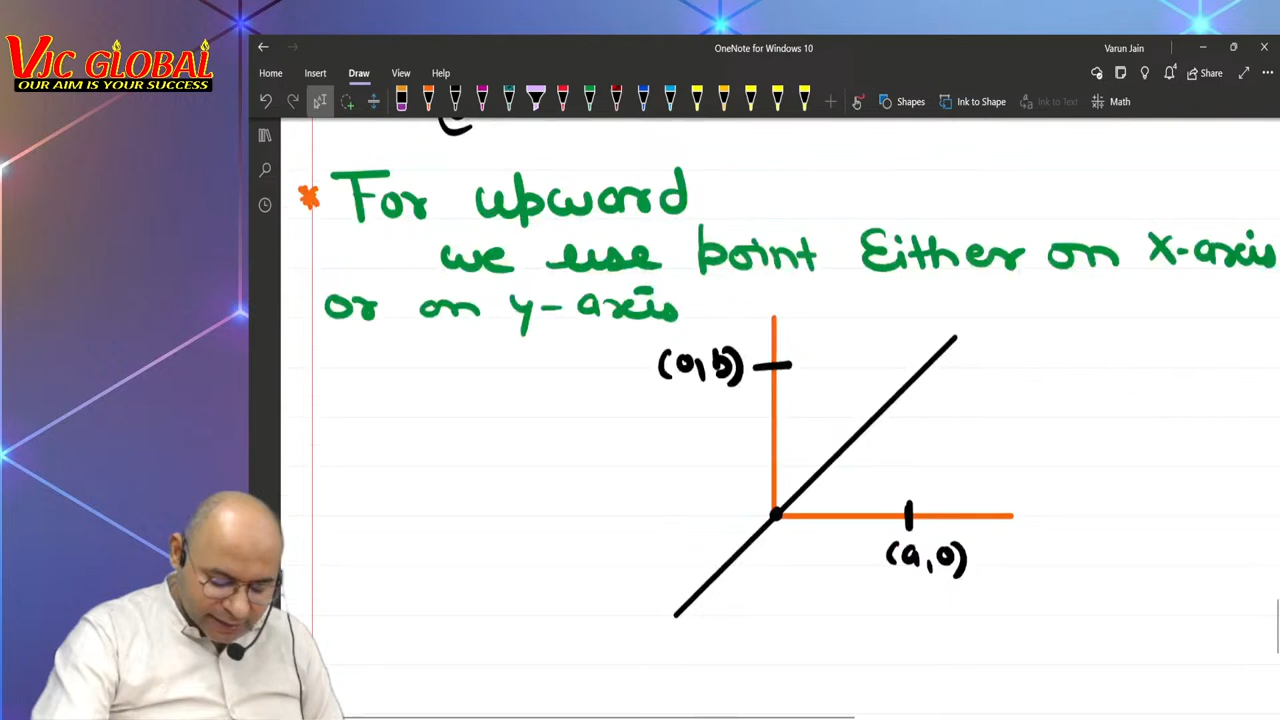 VJC GLOBAL
OUR AIM IS YOUR SUCCESS
OneNote for Windows 10
Varun Jain
Home Insert Draw View Help
Share
Shapes Ink to Shape Ink to Text Math
* For upward
we use point Either on X-axis
or on y-axis
(0,b)
(a,0)